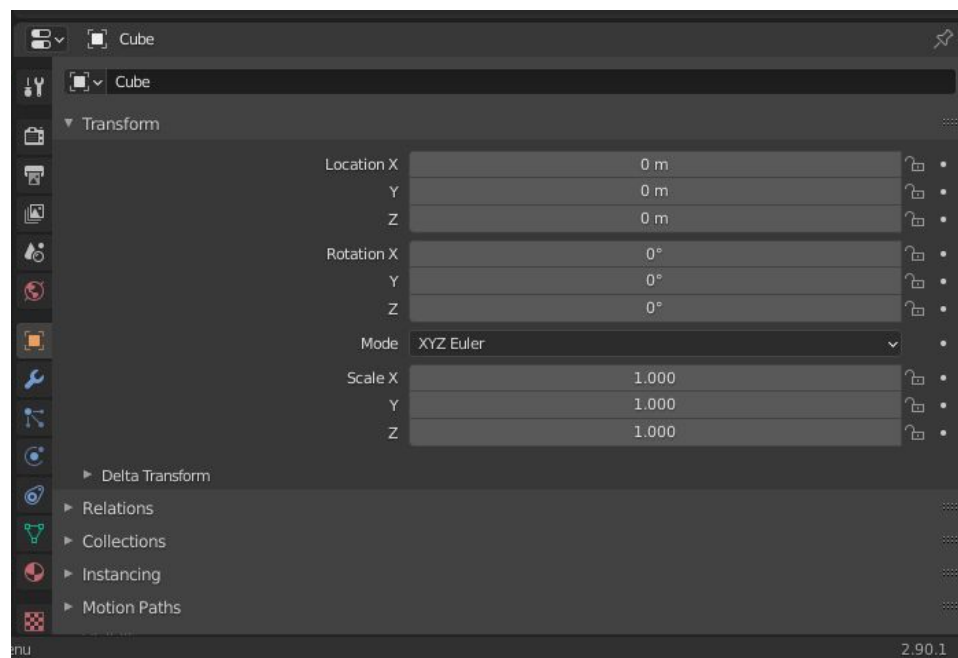 Cube
Cube
Transform
Location X 0 m
Y 0 m
Z 0 m
Rotation X 0°
Y 0°
Z 0°
Mode XYZ Euler
Scale X 1.000
Y 1.000
Z 1.000
Delta Transform
Relations
Collections
Instancing
Motion Paths
enu 2.90.1